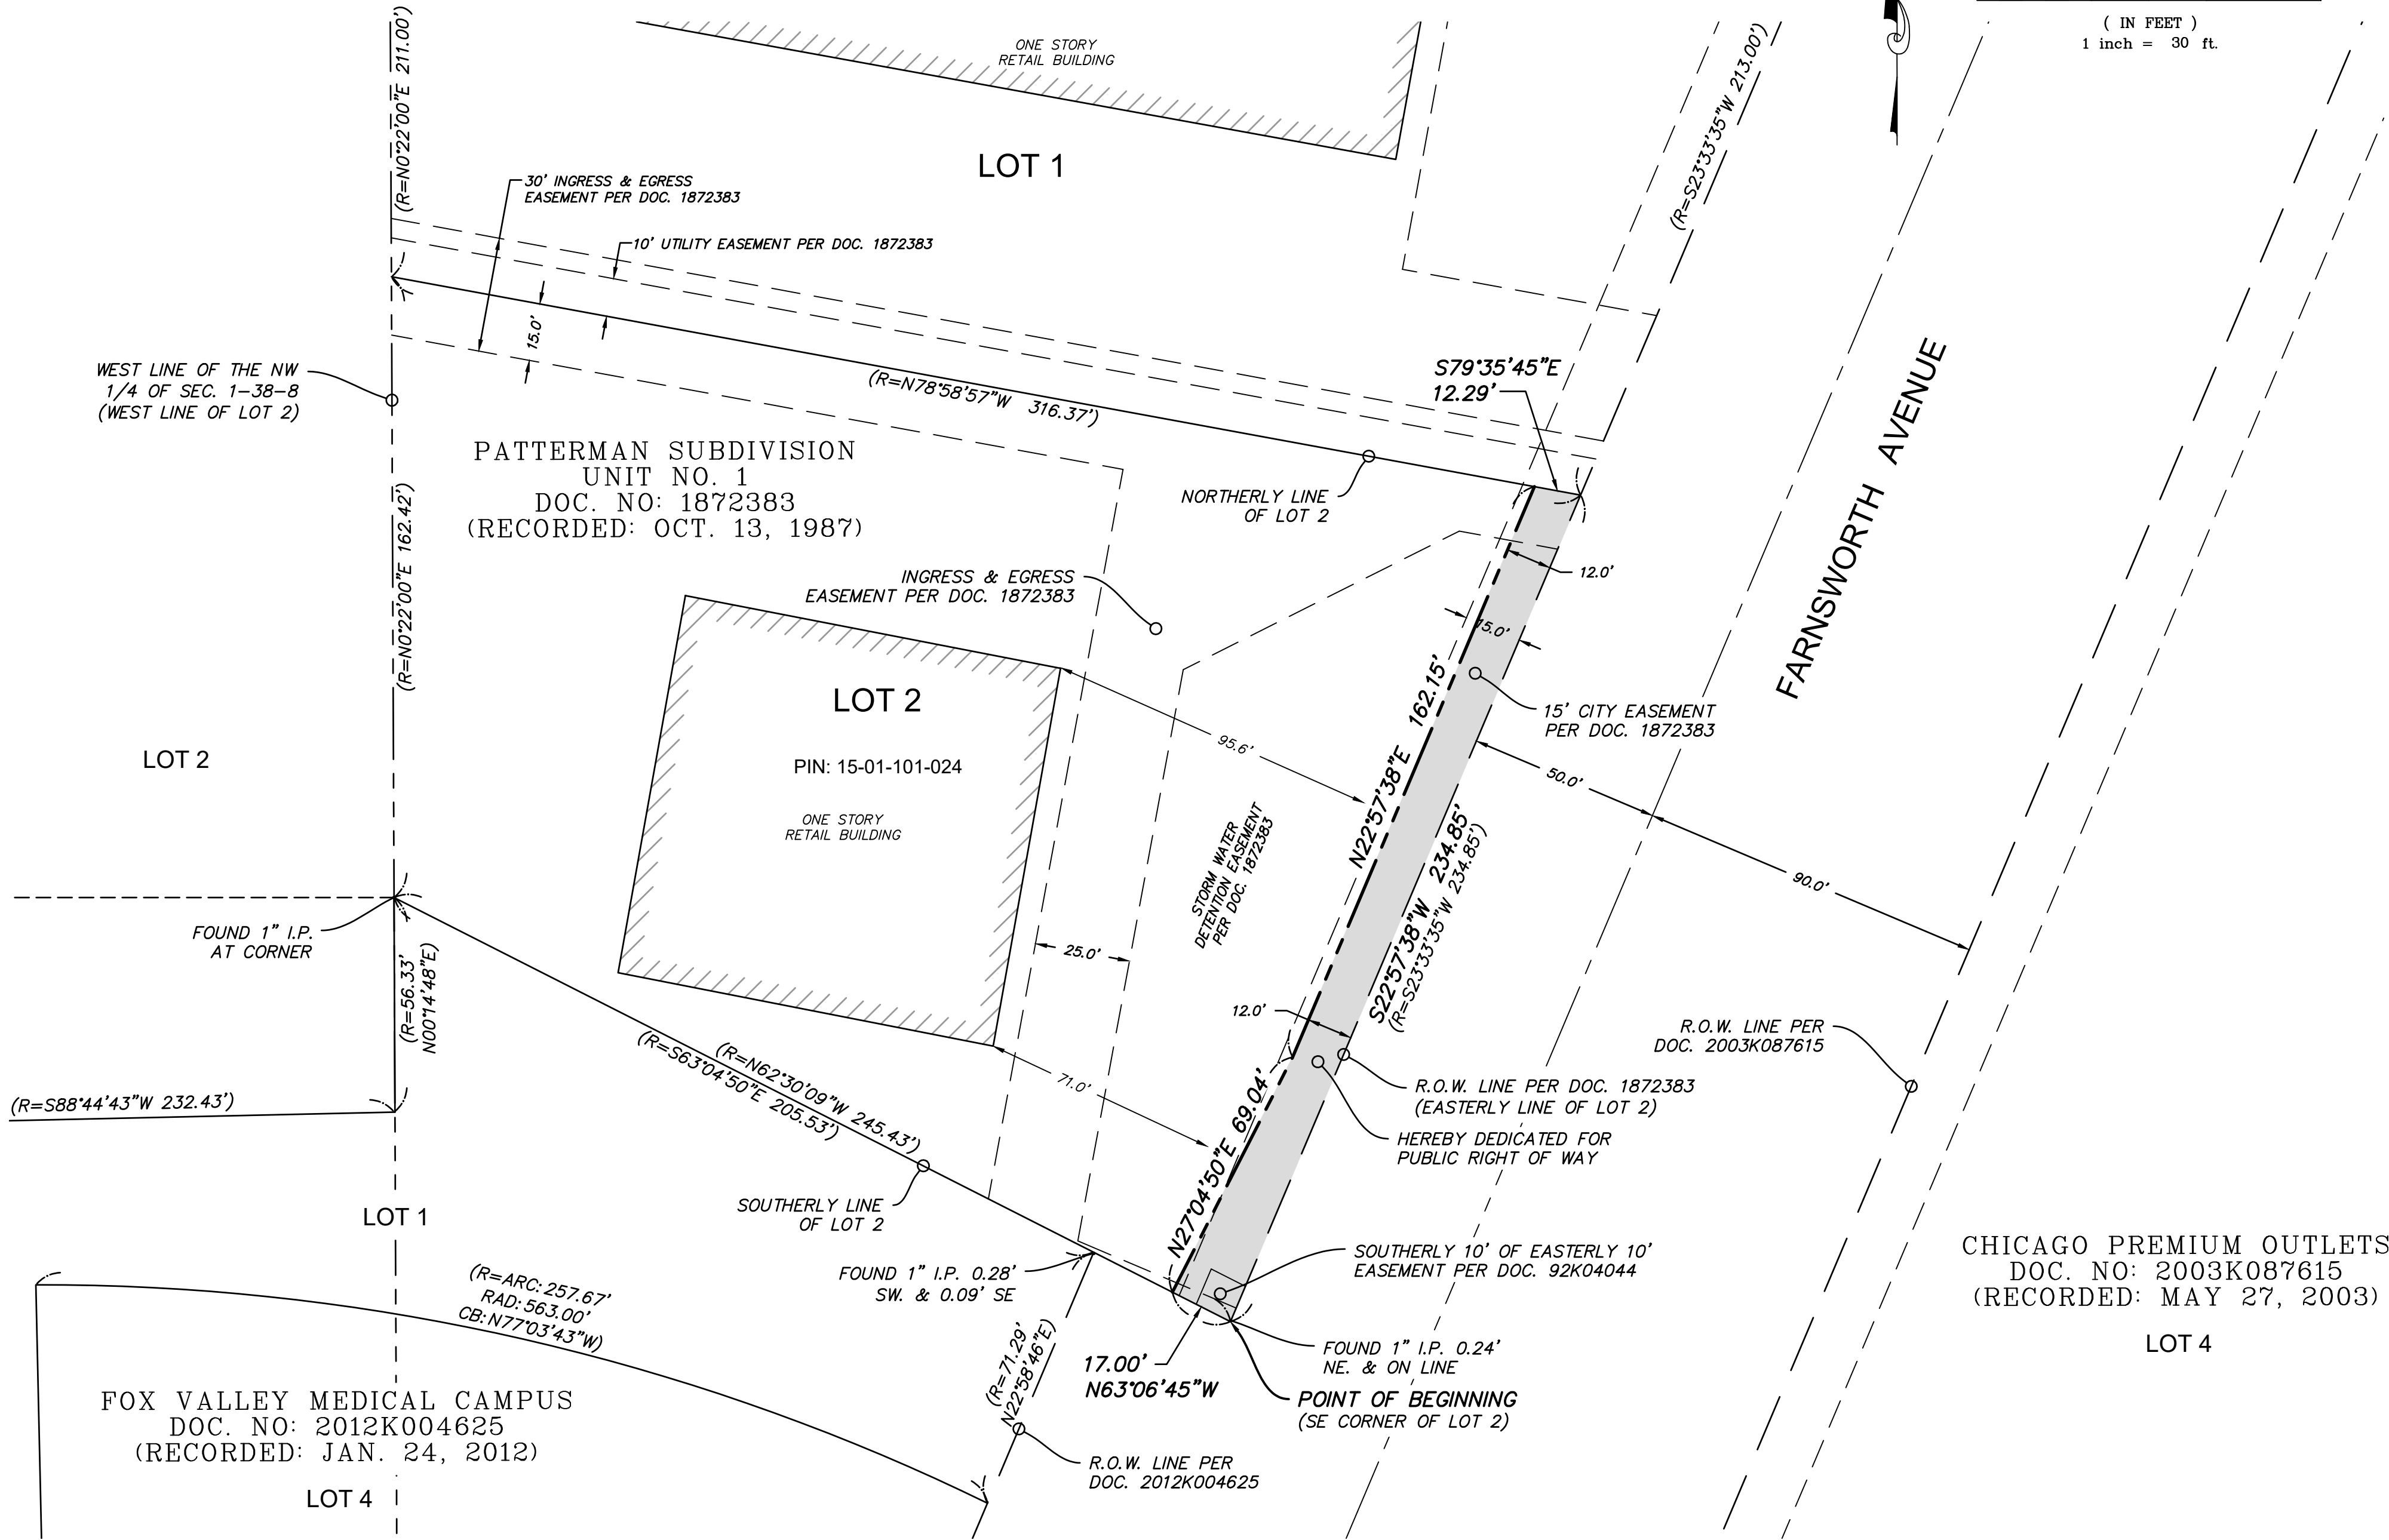 ( IN FEET )
1 inch = 30 ft.
(R=N0°22'00"E 211.00')
ONE STORY
RETAIL BUILDING
LOT 1
(R=S23°33'35"W 213.00')
30' INGRESS & EGRESS
EASEMENT PER DOC. 1872383
10' UTILITY EASEMENT PER DOC. 1872383
15.0'
WEST LINE OF THE NW
1/4 OF SEC. 1-38-8
(WEST LINE OF LOT 2)
(R=N78°58'57"W 316.37')
S79°35'45"E
12.29'
FARNSWORTH AVENUE
PATTERMAN SUBDIVISION
UNIT NO. 1
DOC. NO: 1872383
(RECORDED: OCT. 13, 1987)
(R=N0°22'00"E 162.42')
NORTHERLY LINE
OF LOT 2
INGRESS & EGRESS
EASEMENT PER DOC. 1872383
12.0'
15.0'
LOT 2
PIN: 15-01-101-024
ONE STORY
RETAIL BUILDING
95.6'
N22°57'38"E 162.15'
15' CITY EASEMENT
PER DOC. 1872383
50.0'
90.0'
LOT 2
STORM WATER
DETENTION EASEMENT
PER DOC. 1872383
S22°57'38"W 234.85'
(R=S23°33'35"W 234.85')
FOUND 1" I.P.
AT CORNER
(R=56.33'
N00°14'48"E)
25.0'
12.0'
(R=N62°30'09"W 245.43')
(R=S63°04'50"E 205.53')
71.0'
N27°04'50"E 69.04'
R.O.W. LINE PER
DOC. 2003K087615
R.O.W. LINE PER DOC. 1872383
(EASTERLY LINE OF LOT 2)
HEREBY DEDICATED FOR
PUBLIC RIGHT OF WAY
(R=S88°44'43"W 232.43')
LOT 1
SOUTHERLY LINE
OF LOT 2
SOUTHERLY 10' OF EASTERLY 10'
EASEMENT PER DOC. 92K04044
CHICAGO PREMIUM OUTLETS
DOC. NO: 2003K087615
(RECORDED: MAY 27, 2003)
LOT 4
FOUND 1" I.P. 0.28'
SW. & 0.09' SE
(R=ARC:257.67'
RAD:563.00'
CB:N77°03'43"W)
(R=71.29'
N22°58'46"E)
17.00'
N63°06'45"W
FOUND 1" I.P. 0.24'
NE. & ON LINE
POINT OF BEGINNING
(SE CORNER OF LOT 2)
FOX VALLEY MEDICAL CAMPUS
DOC. NO: 2012K004625
(RECORDED: JAN. 24, 2012)
LOT 4
R.O.W. LINE PER
DOC. 2012K004625